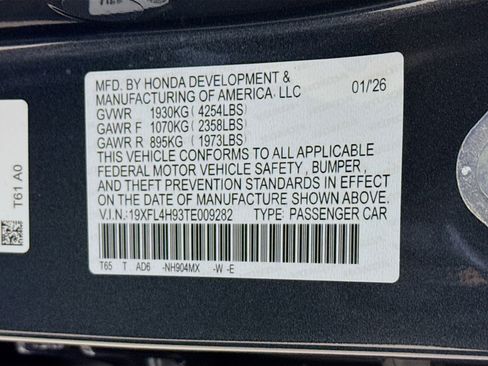 MFD. BY HONDA DEVELOPMENT &
MANUFACTURING OF AMERICA, LLC 01/'26
GVWR 1930KG ( 4254LBS)
GAWR F 1070KG ( 2358LBS)
GAWR R 895KG ( 1973LBS)
THIS VEHICLE CONFORMS TO ALL APPLICABLE
FEDERAL MOTOR VEHICLE SAFETY, BUMPER,
AND THEFT PREVENTION STANDARDS IN EFFECT
ON THE DATE OF MANUFACTURE SHOWN ABOVE.
V.I.N.:19XFL4H93TE009282 TYPE: PASSENGER CAR
T65 T AD6 -NH904MX -W -E
T61 A0